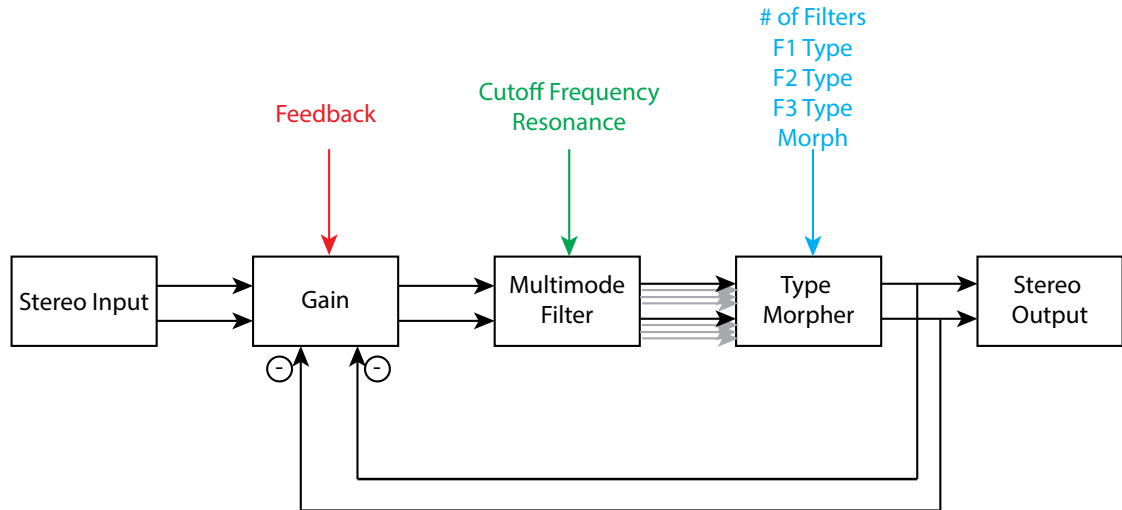 # of Filters
F1 Type
F2 Type
F3 Type
Morph
Cutoff Frequency
Resonance
Feedback
Stereo Input
Gain
Multimode
Filter
Type
Morpher
Stereo
Output
-
-